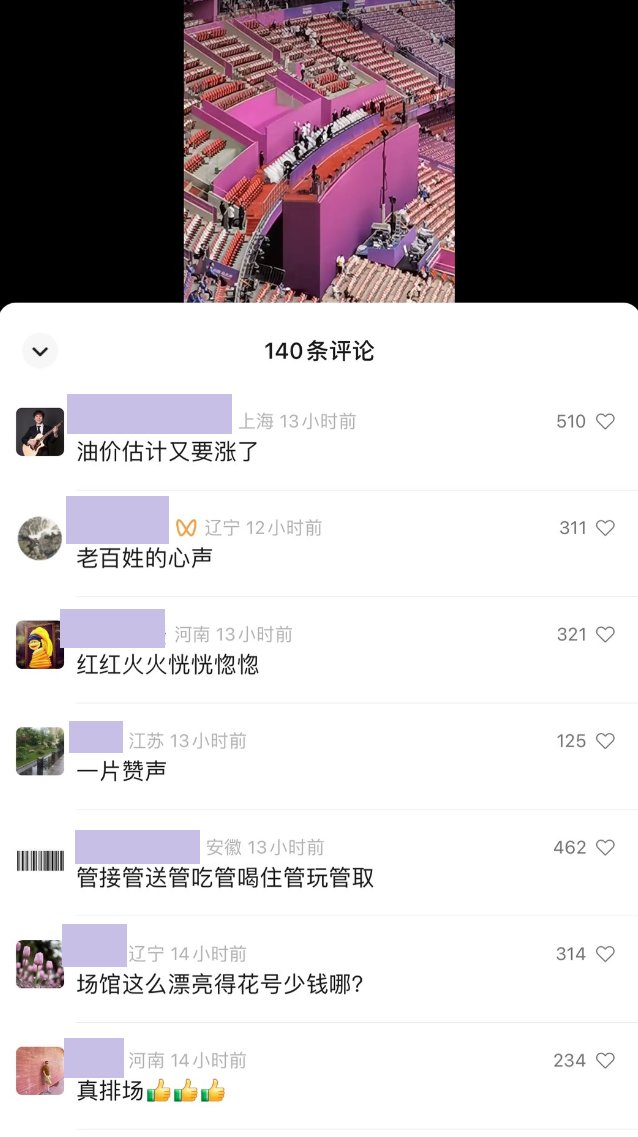 140条评论
上海 13小时前 510
油价估计又要涨了
辽宁 12小时前 311
老百姓的心声
河南 13小时前 321
红红火火恍恍惚惚
江苏 13小时前 125
一片赞声
安徽 13小时前 462
管接管送管吃管喝住管玩管取
辽宁 14小时前 314
场馆这么漂亮得花号少钱哪?
河南 14小时前 234
真排场👍👍👍